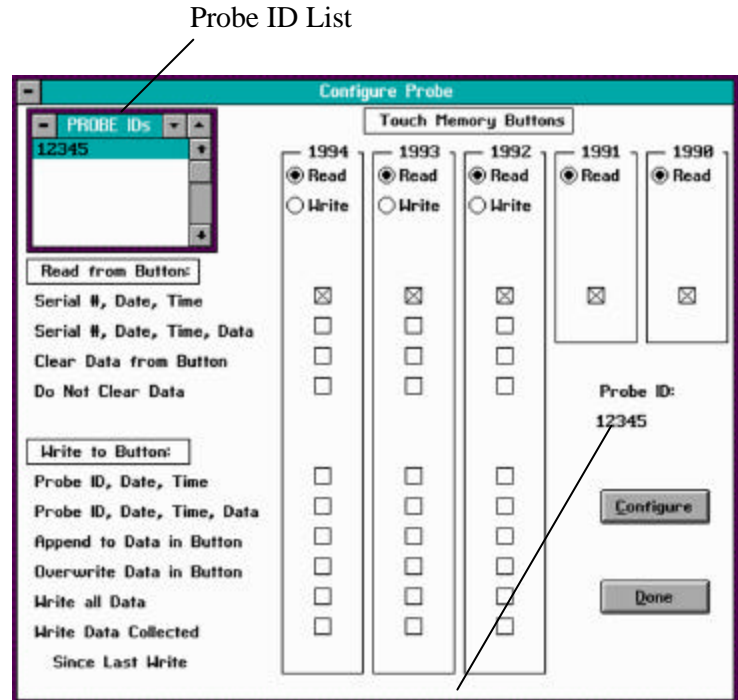 Probe ID List
Configure Probe
PROBE IDs
12345
Touch Memory Buttons
1994 1993 1992 1991 1990
Read Read Read Read Read
Write Write Write
Read from Button:
Serial #, Date, Time
Serial #, Date, Time, Data
Clear Data from Button
Do Not Clear Data
Probe ID:
12345
Write to Button:
Probe ID, Date, Time
Probe ID, Date, Time, Data
Configure
Append to Data in Button
Overwrite Data in Button
Write all Data
Done
Write Data Collected
Since Last Write